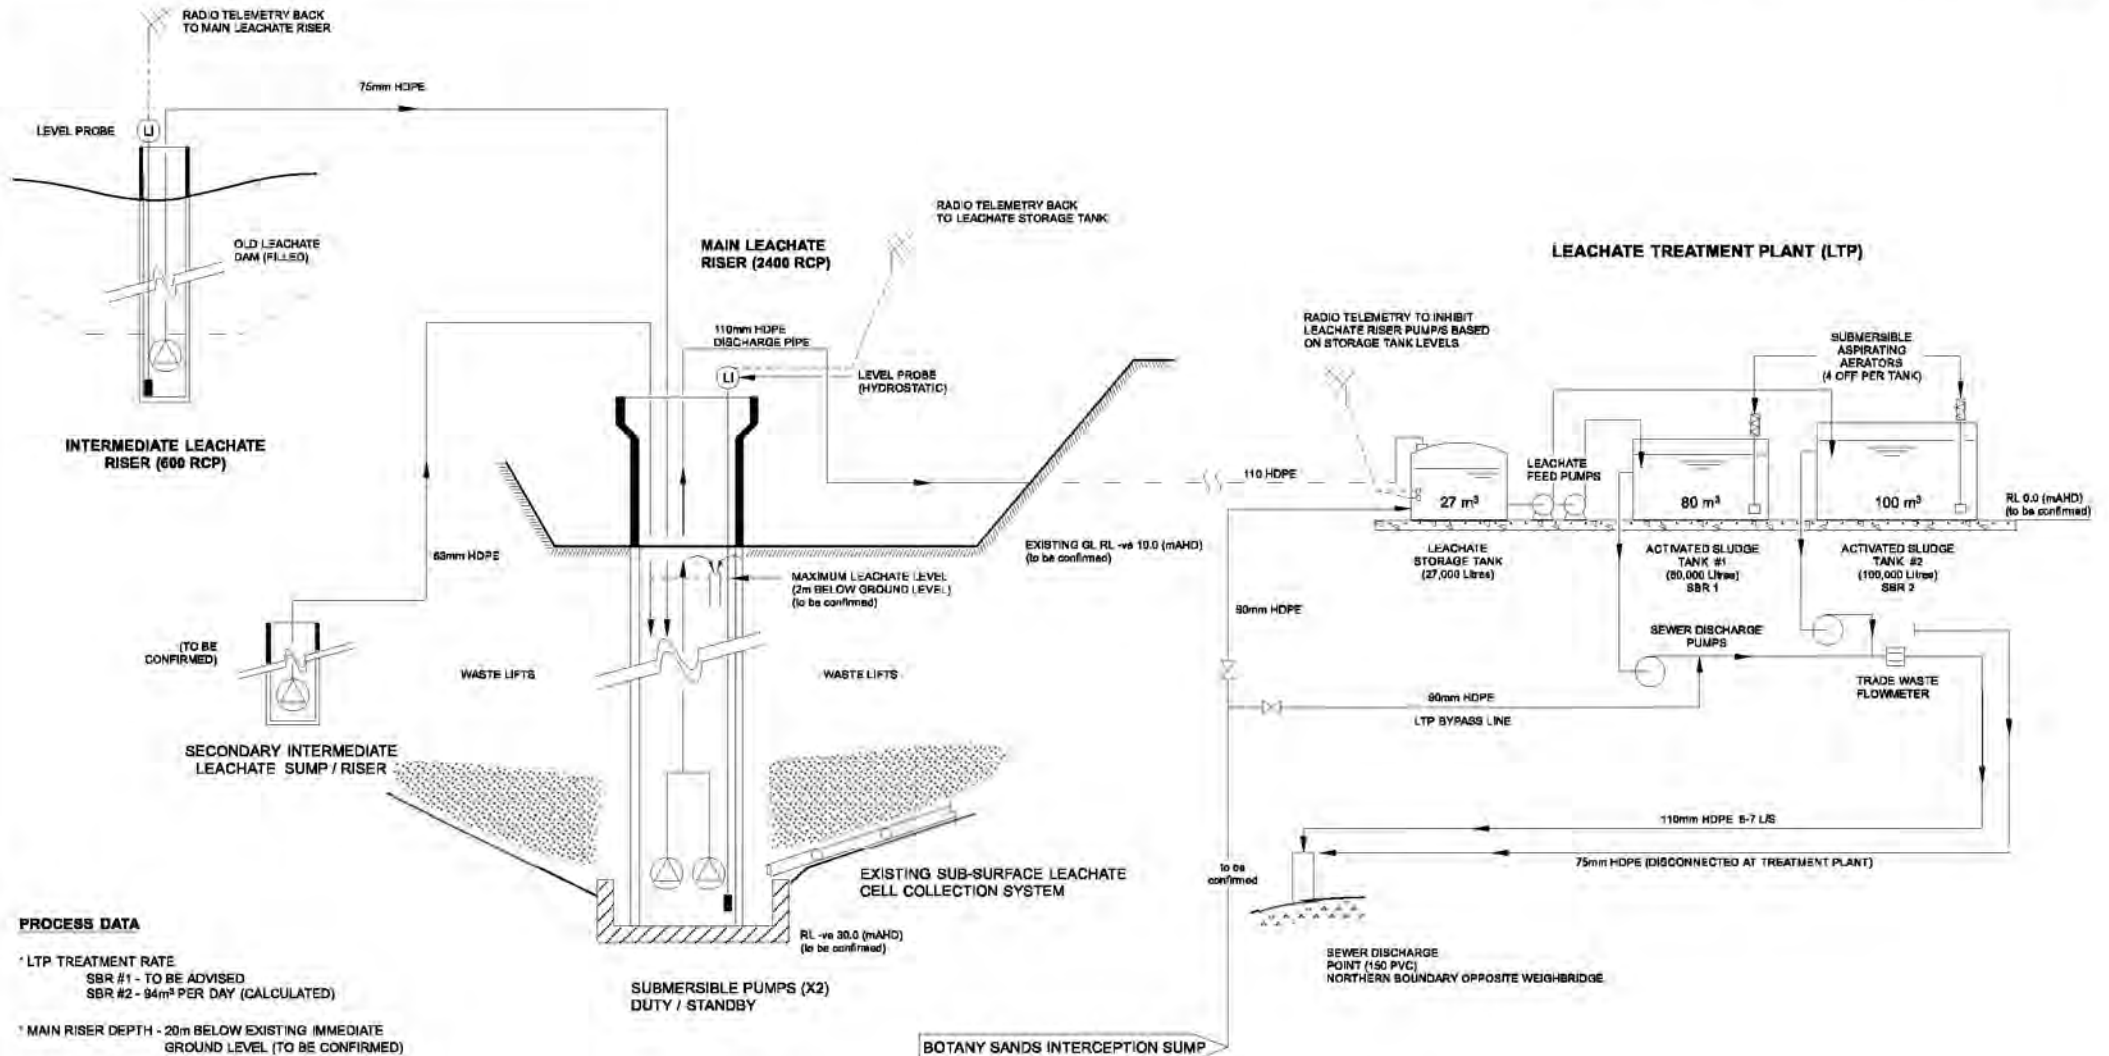 RADIO TELEMETRY BACK
TO MAIN LEACHATE RISER
75mm HDPE
LEVEL PROBE
LI
OLD LEACHATE
DAM (FILLED)
INTERMEDIATE LEACHATE
RISER (600 RCP)
RADIO TELEMETRY BACK
TO LEACHATE STORAGE TANK
MAIN LEACHATE
RISER (2400 RCP)
110mm HDPE
DISCHARGE PIPE
LI
LEVEL PROBE
(HYDROSTATIC)
63mm HDPE
EXISTING GL RL -ve 10.0 (mAHD)
(to be confirmed)
MAXIMUM LEACHATE LEVEL
(2m BELOW GROUND LEVEL)
(to be confirmed)
(TO BE
CONFIRMED)
WASTE LIFTS
WASTE LIFTS
SECONDARY INTERMEDIATE
LEACHATE SUMP / RISER
EXISTING SUB-SURFACE LEACHATE
CELL COLLECTION SYSTEM
RL -ve 30.0 (mAHD)
(to be confirmed)
SUBMERSIBLE PUMPS (X2)
DUTY / STANDBY
LEACHATE TREATMENT PLANT (LTP)
RADIO TELEMETRY TO INHIBIT
LEACHATE RISER PUMP/S BASED
ON STORAGE TANK LEVELS
SUBMERSIBLE
ASPIRATING
AERATORS
(4 OFF PER TANK)
110 HDPE
LEACHATE
FEED PUMPS
27 m³
80 m³
100 m³
RL 0.0 (mAHD)
(to be confirmed)
LEACHATE
STORAGE TANK
(27,000 Litres)
ACTIVATED SLUDGE
TANK #1
(80,000 Litres)
SBR 1
ACTIVATED SLUDGE
TANK #2
(100,000 Litres)
SBR 2
90mm HDPE
SEWER DISCHARGE
PUMPS
TRADE WASTE
FLOWMETER
90mm HDPE
LTP BYPASS LINE
110mm HDPE 6-7 L/S
75mm HDPE (DISCONNECTED AT TREATMENT PLANT)
to be
confirmed
SEWER DISCHARGE
POINT (150 PVC)
NORTHERN BOUNDARY OPPOSITE WEIGHBRIDGE
BOTANY SANDS INTERCEPTION SUMP
PROCESS DATA
* LTP TREATMENT RATE
SBR #1 - TO BE ADVISED
SBR #2 - 94m³ PER DAY (CALCULATED)
* MAIN RISER DEPTH - 20m BELOW EXISTING IMMEDIATE
GROUND LEVEL (TO BE CONFIRMED)